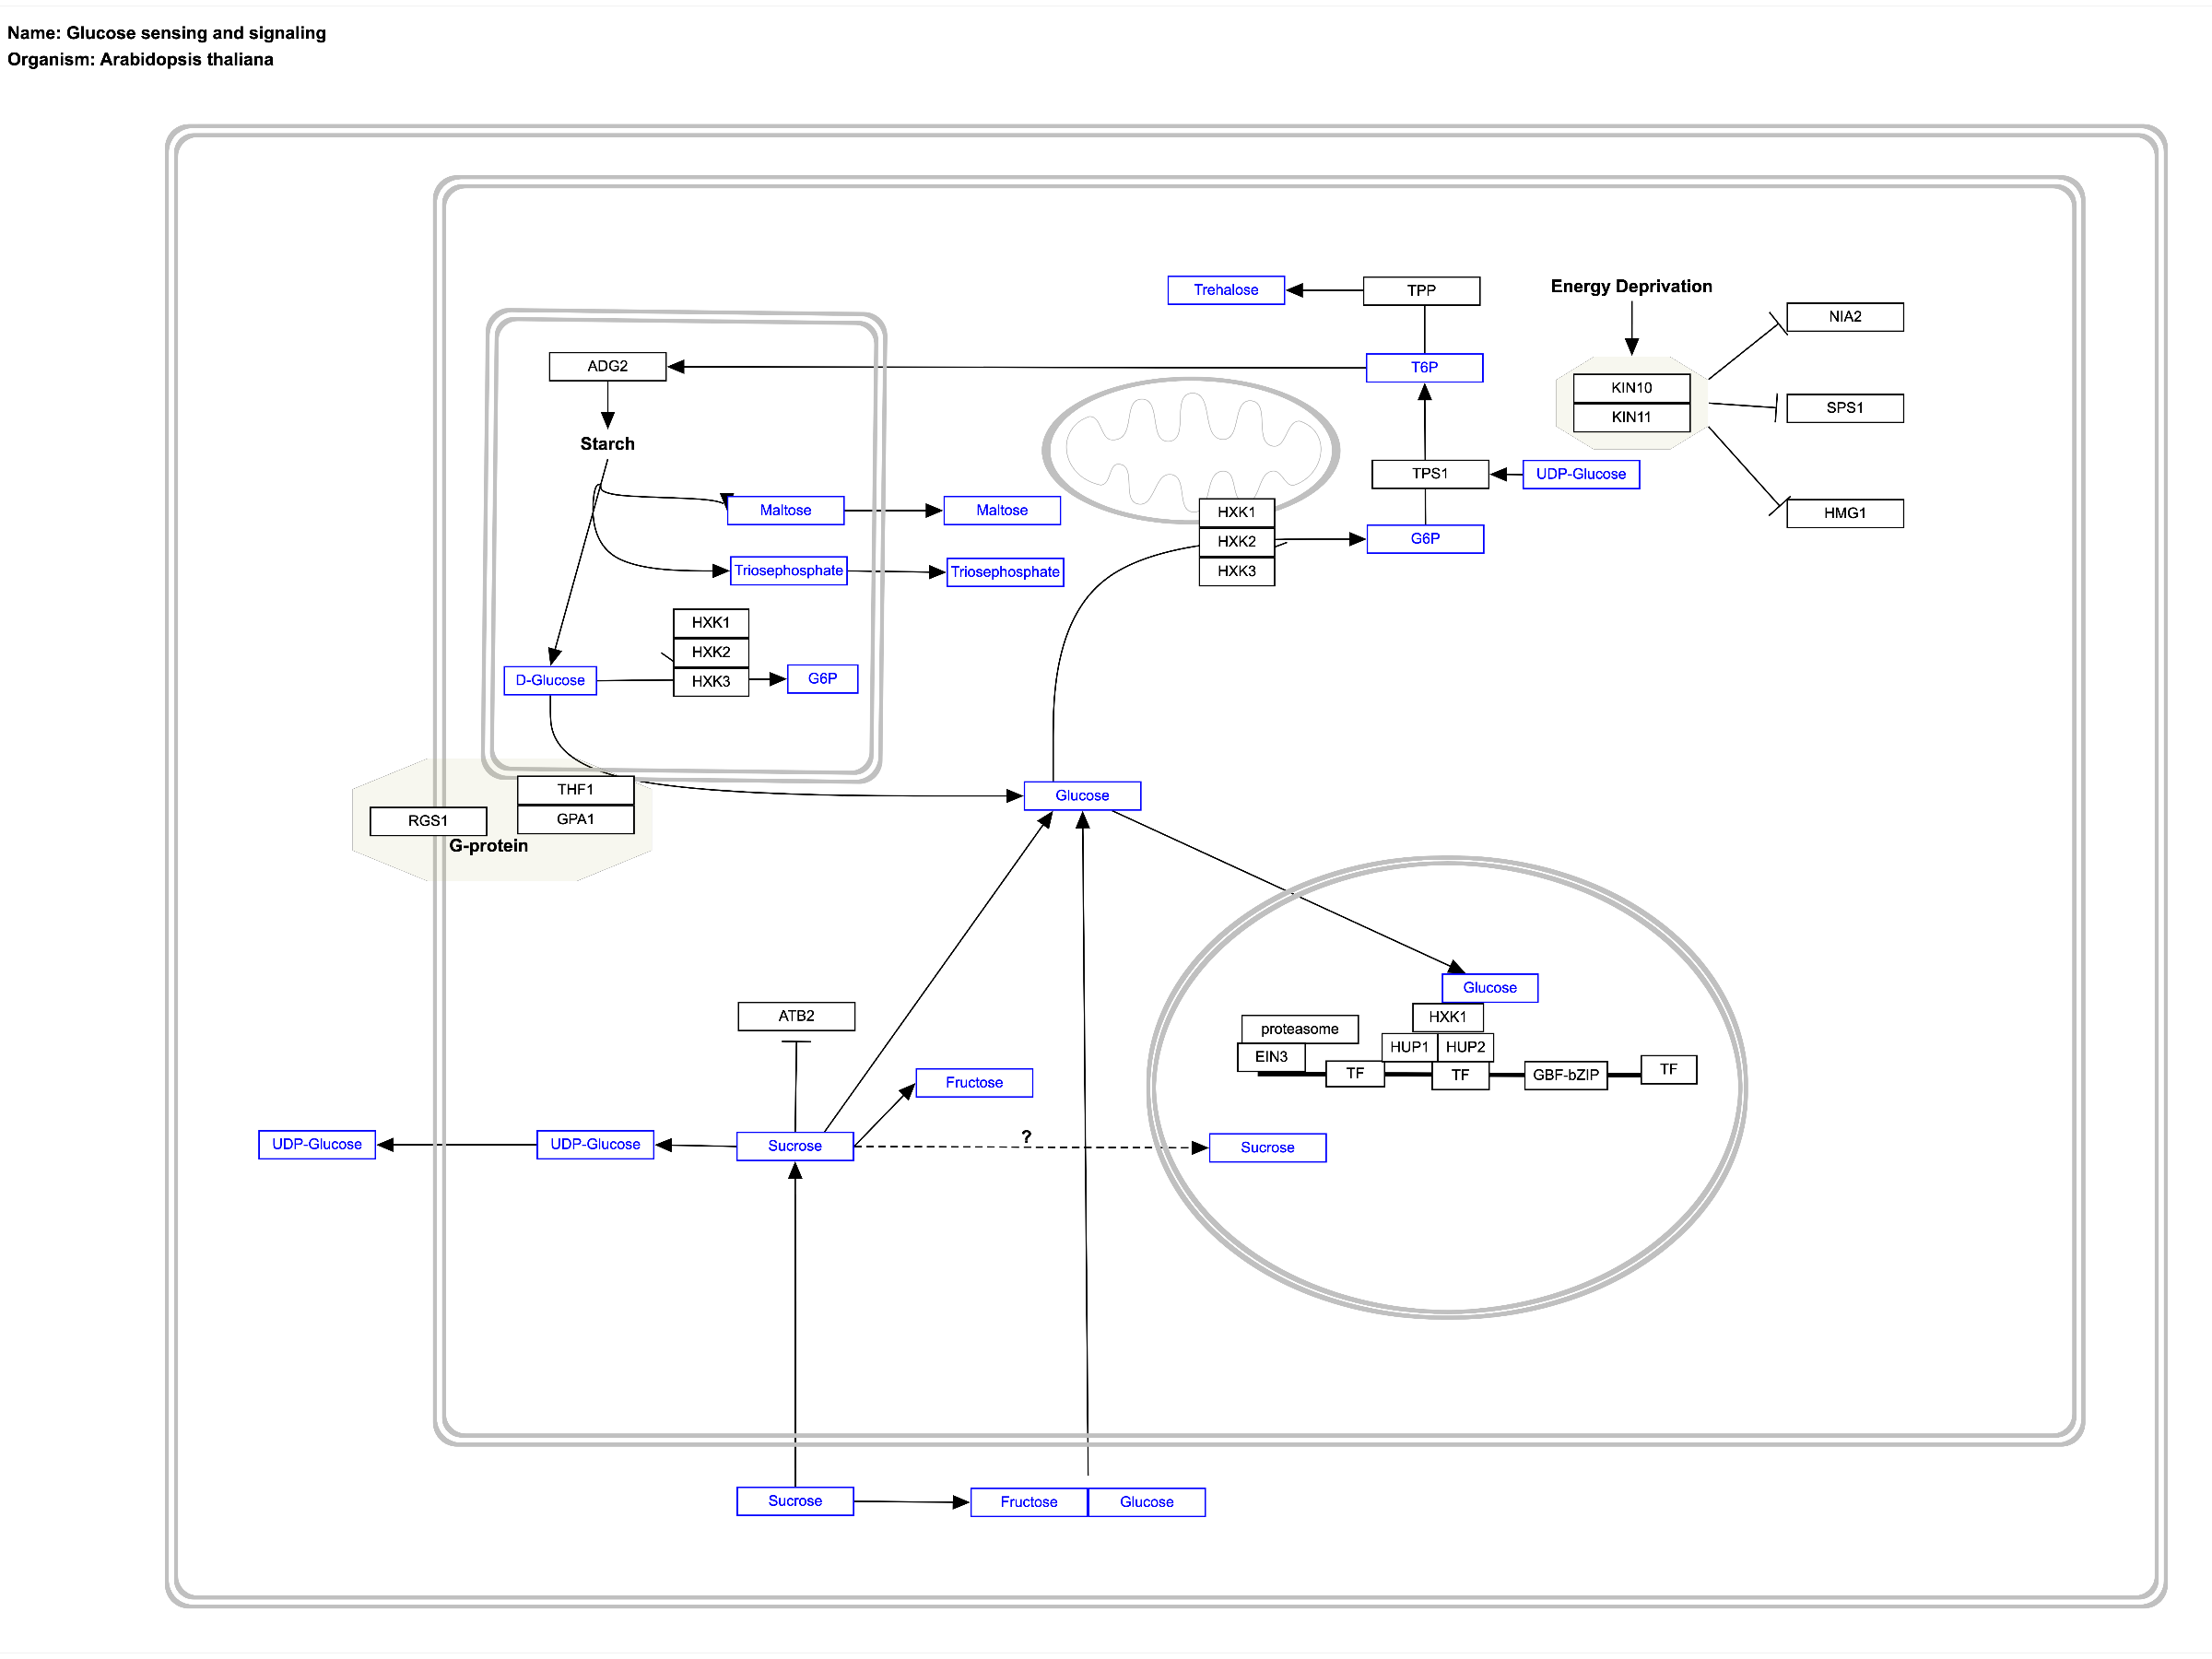 Name: Glucose sensing and signaling
Organism: Arabidopsis thaliana
Trehalose
TPP
Energy Deprivation
NIA2
ADG2
T6P
KIN10
KIN11
SPS1
Starch
TPS1
UDP-Glucose
Maltose
Maltose
HXK1
HXK2
HXK3
G6P
HMG1
Triosephosphate
Triosephosphate
HXK1
HXK2
HXK3
D-Glucose
G6P
THF1
GPA1
RGS1
G-protein
Glucose
Glucose
HXK1
HUP1
HUP2
proteasome
EIN3
TF
TF
GBF-bZIP
TF
ATB2
Fructose
UDP-Glucose
UDP-Glucose
Sucrose
?
Sucrose
Sucrose
Fructose
Glucose